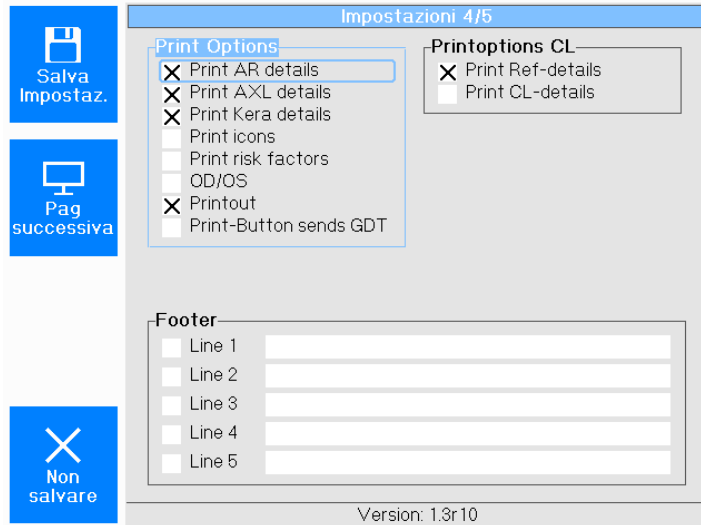 Impostazioni 4/5
Salva
Impostaz.
Pag
successiva
Non
salvare
Print Options
Print AR details
Print AXL details
Print Kera details
Print icons
Print risk factors
OD/OS
Printout
Print-Button sends GDT
Printoptions CL
Print Ref-details
Print CL-details
Footer
Line 1
Line 2
Line 3
Line 4
Line 5
Version: 1.3r10